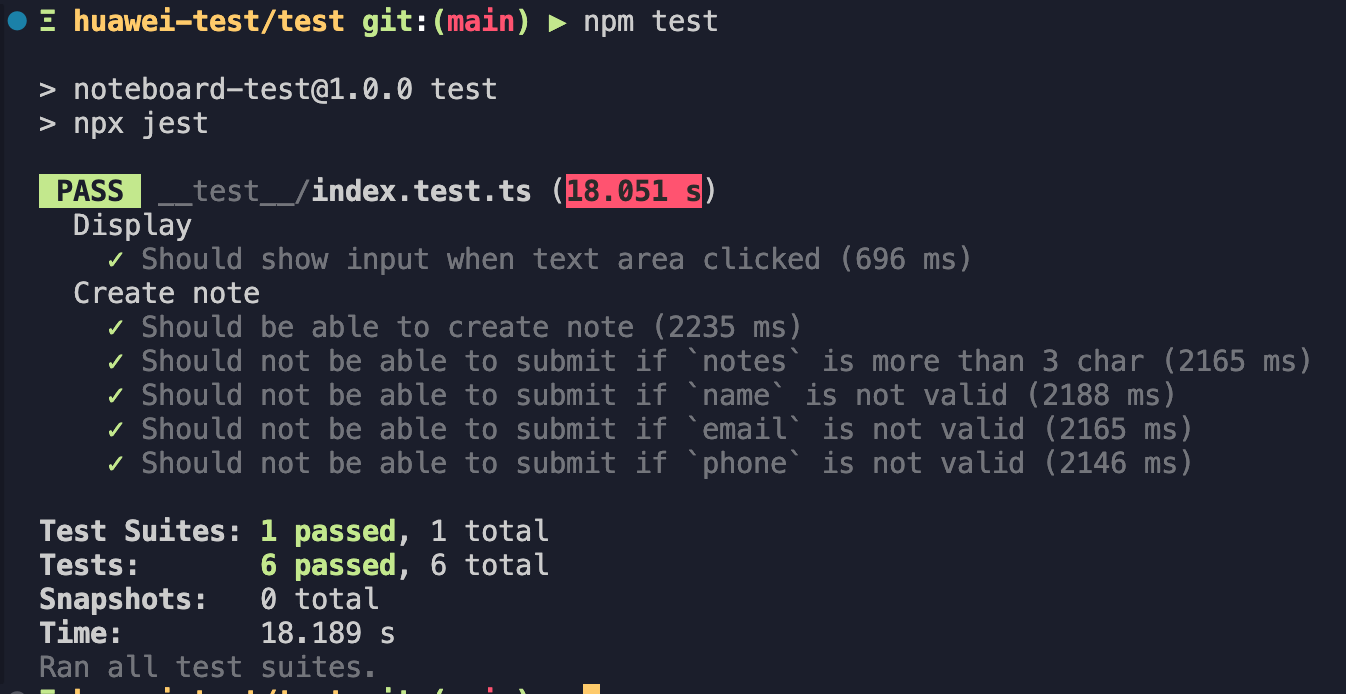 Ξ huawei-test/test git:(main) ▶ npm test
> noteboard-test@1.0.0 test
> npx jest
PASS __test__/index.test.ts (18.051 s)
Display
✓ Should show input when text area clicked (696 ms)
Create note
✓ Should be able to create note (2235 ms)
✓ Should not be able to submit if `notes` is more than 3 char (2165 ms)
✓ Should not be able to submit if `name` is not valid (2188 ms)
✓ Should not be able to submit if `email` is not valid (2165 ms)
✓ Should not be able to submit if `phone` is not valid (2146 ms)
Test Suites: 1 passed, 1 total
Tests: 6 passed, 6 total
Snapshots: 0 total
Time: 18.189 s
Ran all test suites.